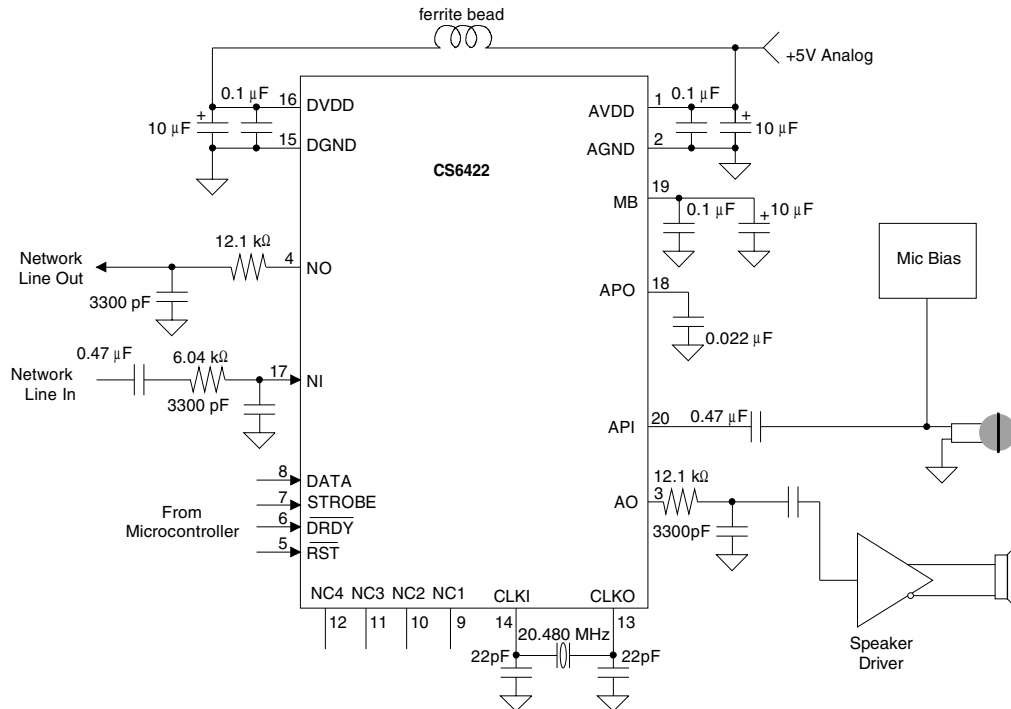 ferrite bead
+5V Analog
0.1 µF
16
DVDD
10 µF
+
15
DGND
CS6422
1
AVDD
0.1 µF
+
10 µF
2
AGND
19
MB
0.1 µF
+
10 µF
Mic Bias
12.1 kΩ
Network
Line Out
4
NO
3300 pF
18
APO
0.022 µF
0.47 µF
6.04 kΩ
Network
Line In
17
NI
3300 pF
20
API
0.47 µF
8
DATA
7
STROBE
6
DRDY
5
RST
From
Microcontroller
12.1 kΩ
3
AO
3300pF
NC4
NC3
NC2
NC1
CLKI
CLKO
12
11
10
9
14
13
20.480 MHz
22pF
22pF
Speaker
Driver